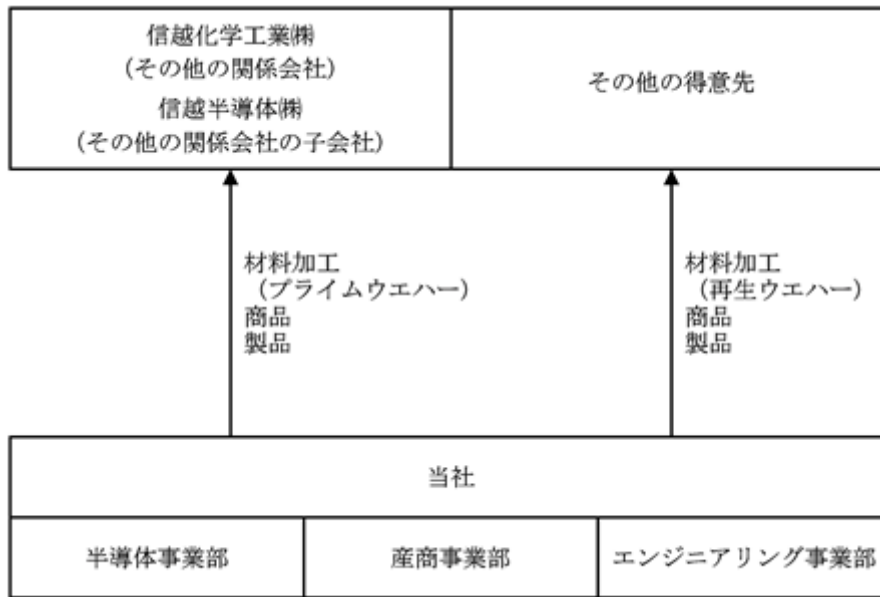 信越化学工業㈱
(その他の関係会社)
信越半導体㈱
(その他の関係会社の子会社)
その他の得意先
材料加工
(プライムウエハー)
商品
製品
材料加工
(再生ウエハー)
商品
製品
当社
半導体事業部
産商事業部
エンジニアリング事業部